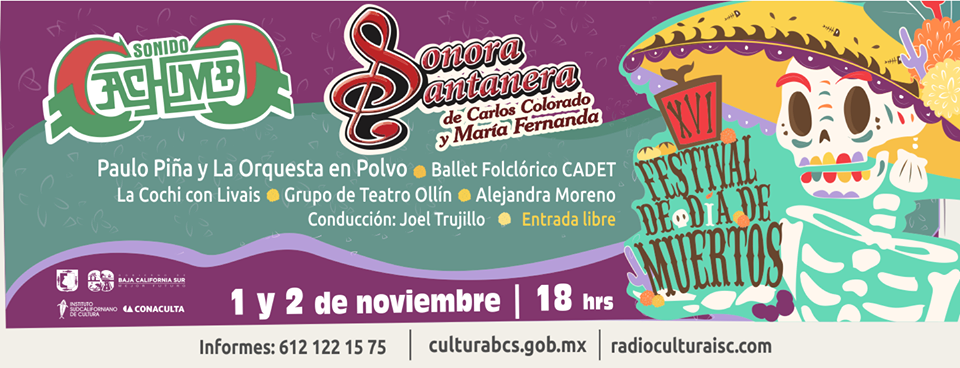 SONIDO
ACHIMB
Sonora
Santanera
de Carlos Colorado
y María Fernanda
Paulo Piña y La Orquesta en Polvo Ballet Folclórico CADET
La Cochi con Livais Grupo de Teatro Ollín Alejandra Moreno
Conducción: Joel Trujillo Entrada libre
XVI
FESTIVAL
DE DÍA DE
MUERTOS
BAJA CALIFORNIA SUR
INSTITUTO
SUDCALIFORNIANO
DE CULTURA
CONACULTA
1 y 2 de noviembre | 18 hrs
Informes: 612 122 15 75 | culturabcs.gob.mx | radioculturaisc.com